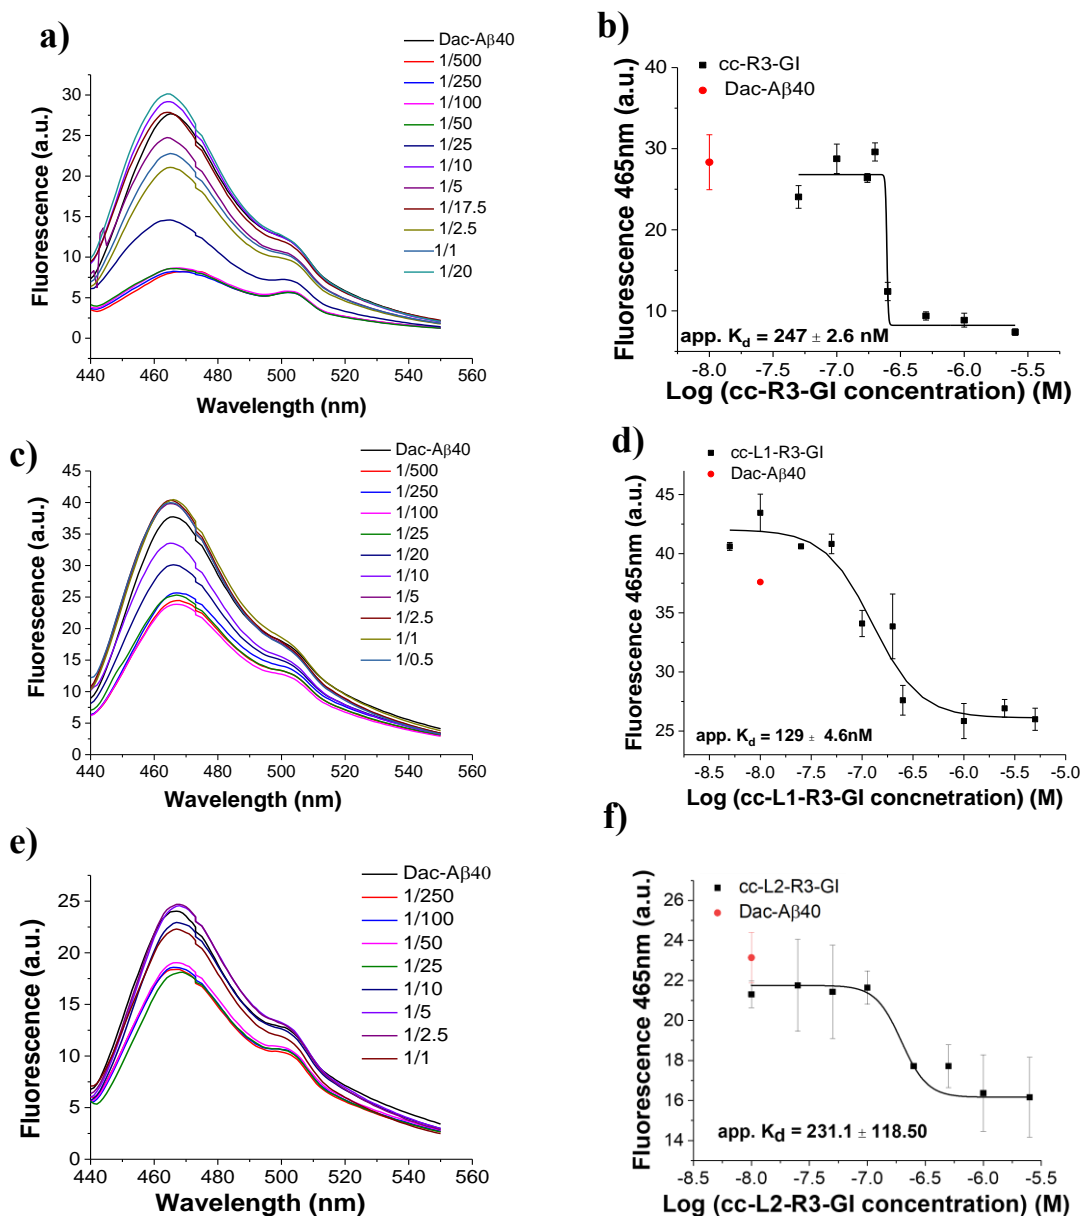 a)
Dac-Aβ40
1/500
1/250
1/100
1/50
1/25
1/10
1/5
1/17.5
1/2.5
1/1
1/20
Fluorescence (a.u.)
30
25
20
15
10
5
0
440 460 480 500 520 540 560
Wavelength (nm)
b)
cc-R3-GI
Dac-Aβ40
Fluorescence 465nm (a.u.)
40
30
20
10
app. Kd = 247 ± 2.6 nM
-8.0 -7.5 -7.0 -6.5 -6.0 -5.5
Log (cc-R3-GI concentration) (M)
c)
Dac-Aβ40
1/500
1/250
1/100
1/25
1/20
1/10
1/5
1/2.5
1/1
1/0.5
Fluorescence (a.u.)
45
40
35
30
25
20
15
10
5
0
440 460 480 500 520 540 560
Wavelength (nm)
d)
cc-L1-R3-GI
Dac-Aβ40
Fluorescence 465nm (a.u.)
45
40
35
30
25
app. Kd = 129 ± 4.6nM
-8.5 -8.0 -7.5 -7.0 -6.5 -6.0 -5.5 -5.0
Log (cc-L1-R3-GI concnetration) (M)
e)
Dac-Aβ40
1/250
1/100
1/50
1/25
1/10
1/5
1/2.5
1/1
Fluorescence (a.u.)
25
20
15
10
5
0
440 460 480 500 520 540 560
Wavelength (nm)
f)
cc-L2-R3-GI
Dac-Aβ40
Fluorescence 465nm (a.u.)
26
24
22
20
18
16
14
app. Kd = 231.1 ± 118.50
-8.0 -7.5 -7.0 -6.5 -6.0 -5.5 -5.0
Log (cc-L2-R3-GI concentration) (M)